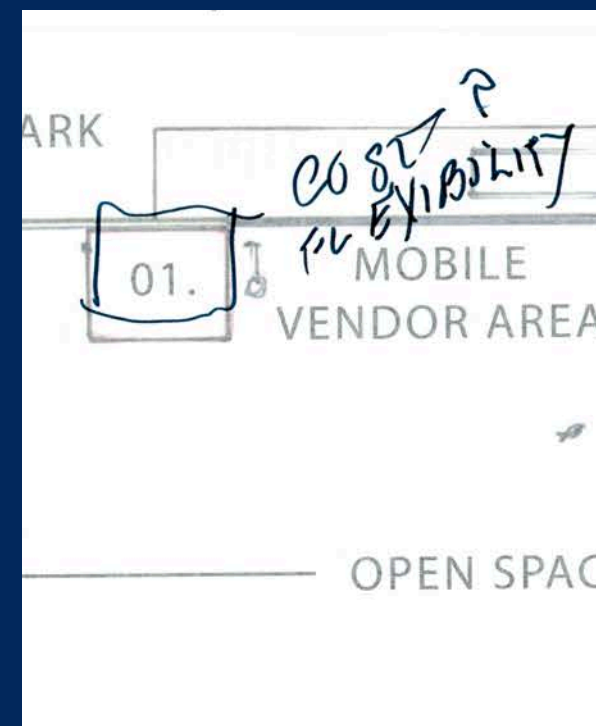 ARK
COST ?
FLEXIBILITY
01.
MOBILE
VENDOR AREA
OPEN SPAC